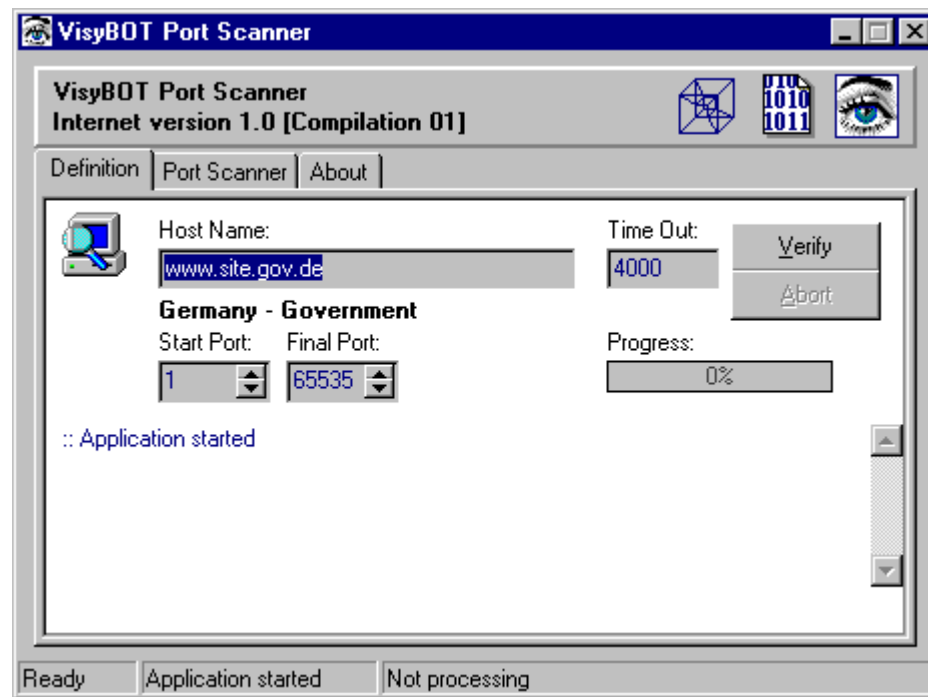 VisyBOT Port Scanner
VisyBOT Port Scanner
Internet version 1.0 [Compilation 01]
010
1010
1011
Definition Port Scanner About
Host Name: Time Out:
www.site.gov.de 4000 Verify
Abort
Germany - Government
Start Port: Final Port: Progress:
1 65535 0%
:: Application started
Ready Application started Not processing